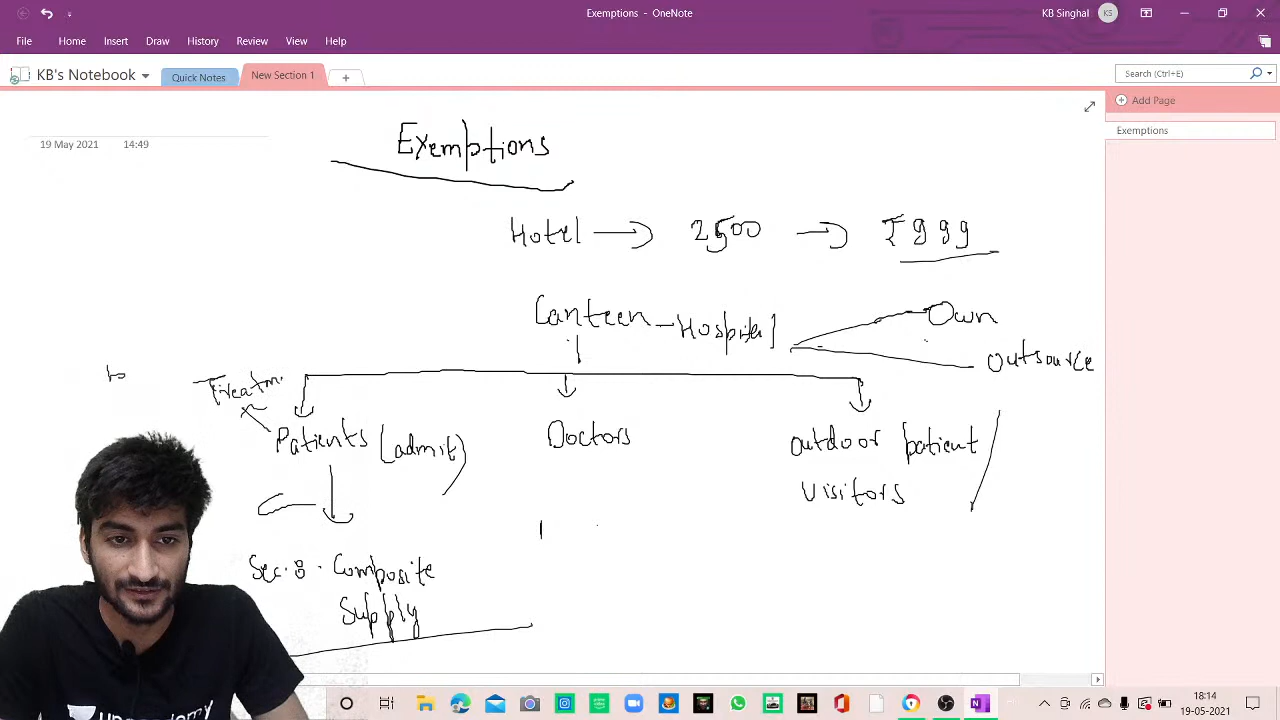 Exemptions - OneNote
KB Singhal KS
File Home Insert Draw History Review View Help
KB's Notebook Quick Notes New Section 1 +
Search (Ctrl+E)
Add Page
Exemptions
19 May 2021 14:49
Exemptions
Hotel 2500 ₹999
Canteen - Hospital
Own
Outsource
to
Patients (admit)
Doctors
outdoor patient
visitors
Sec. 8. Composite
Supply
18:14
19-05-2021